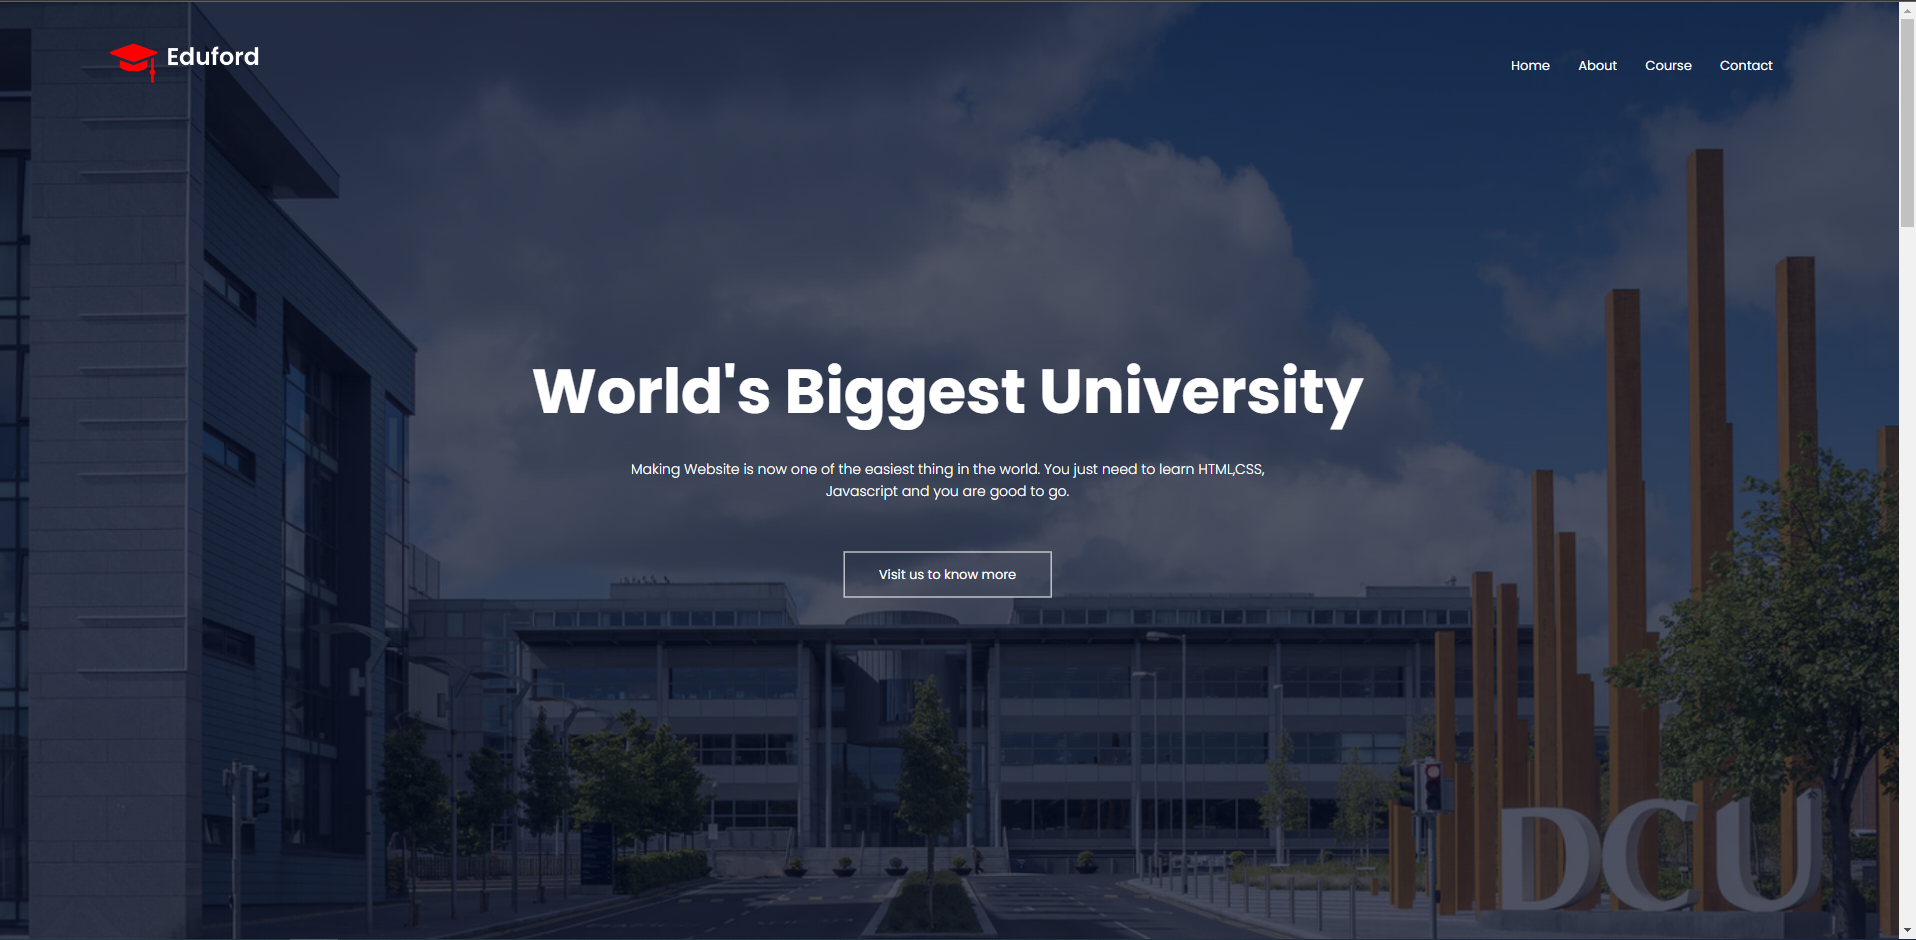 Eduford
Home About Course Contact
World's Biggest University
Making Website is now one of the easiest thing in the world. You just need to learn HTML,CSS,
Javascript and you are good to go.
Visit us to know more
DCU